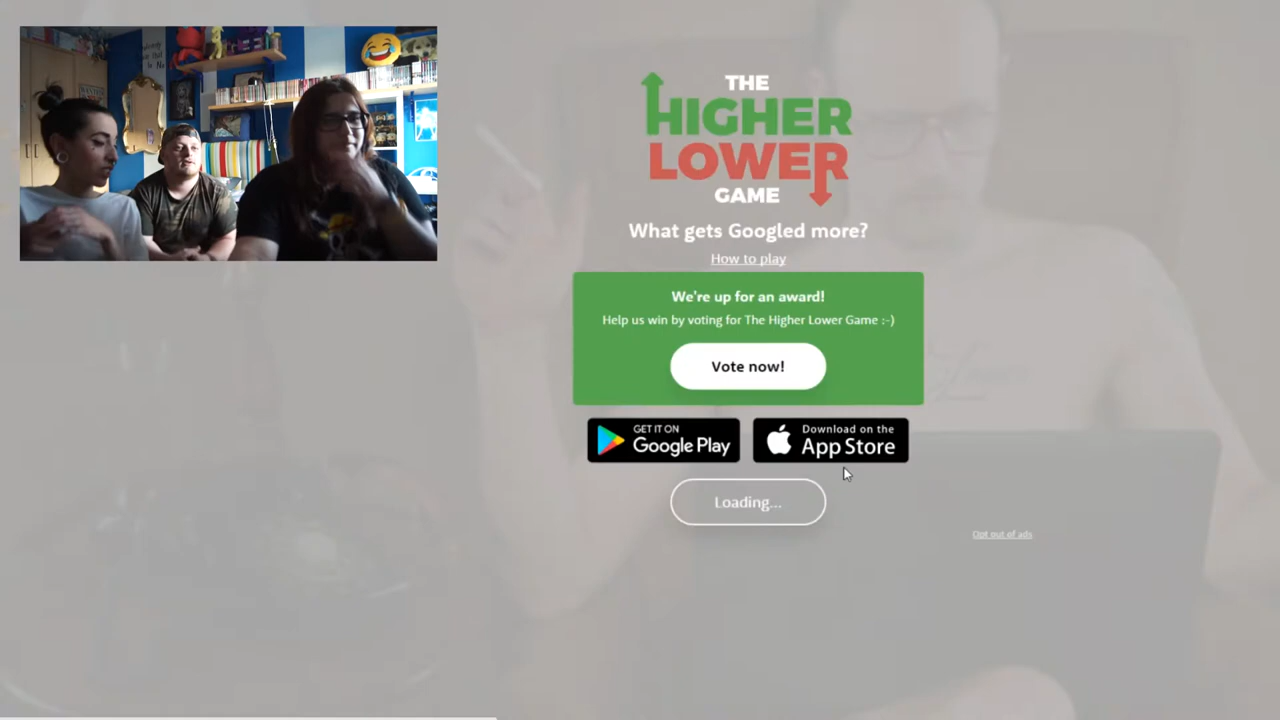 THE
HIGHER
LOWER
GAME
What gets Googled more?
How to play
We're up for an award!
Help us win by voting for The Higher Lower Game :-)
Vote now!
GET IT ON
Google Play
Download on the
App Store
Loading...
Opt out of ads